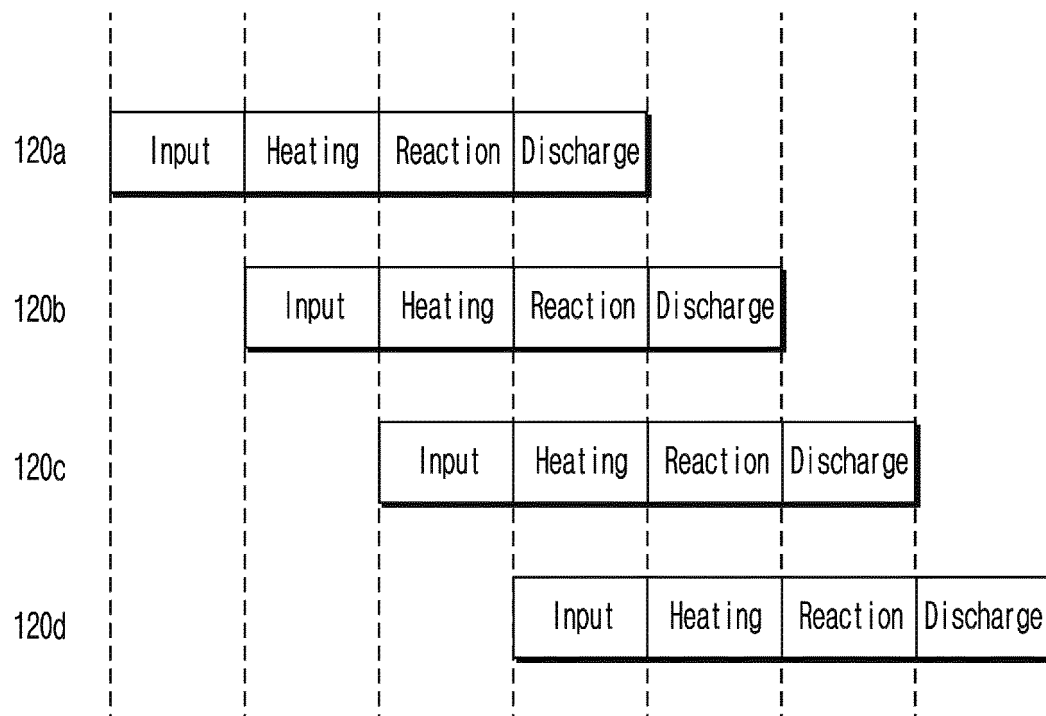 120a Input Heating Reaction Discharge
120b Input Heating Reaction Discharge
120c Input Heating Reaction Discharge
120d Input Heating Reaction Discharge